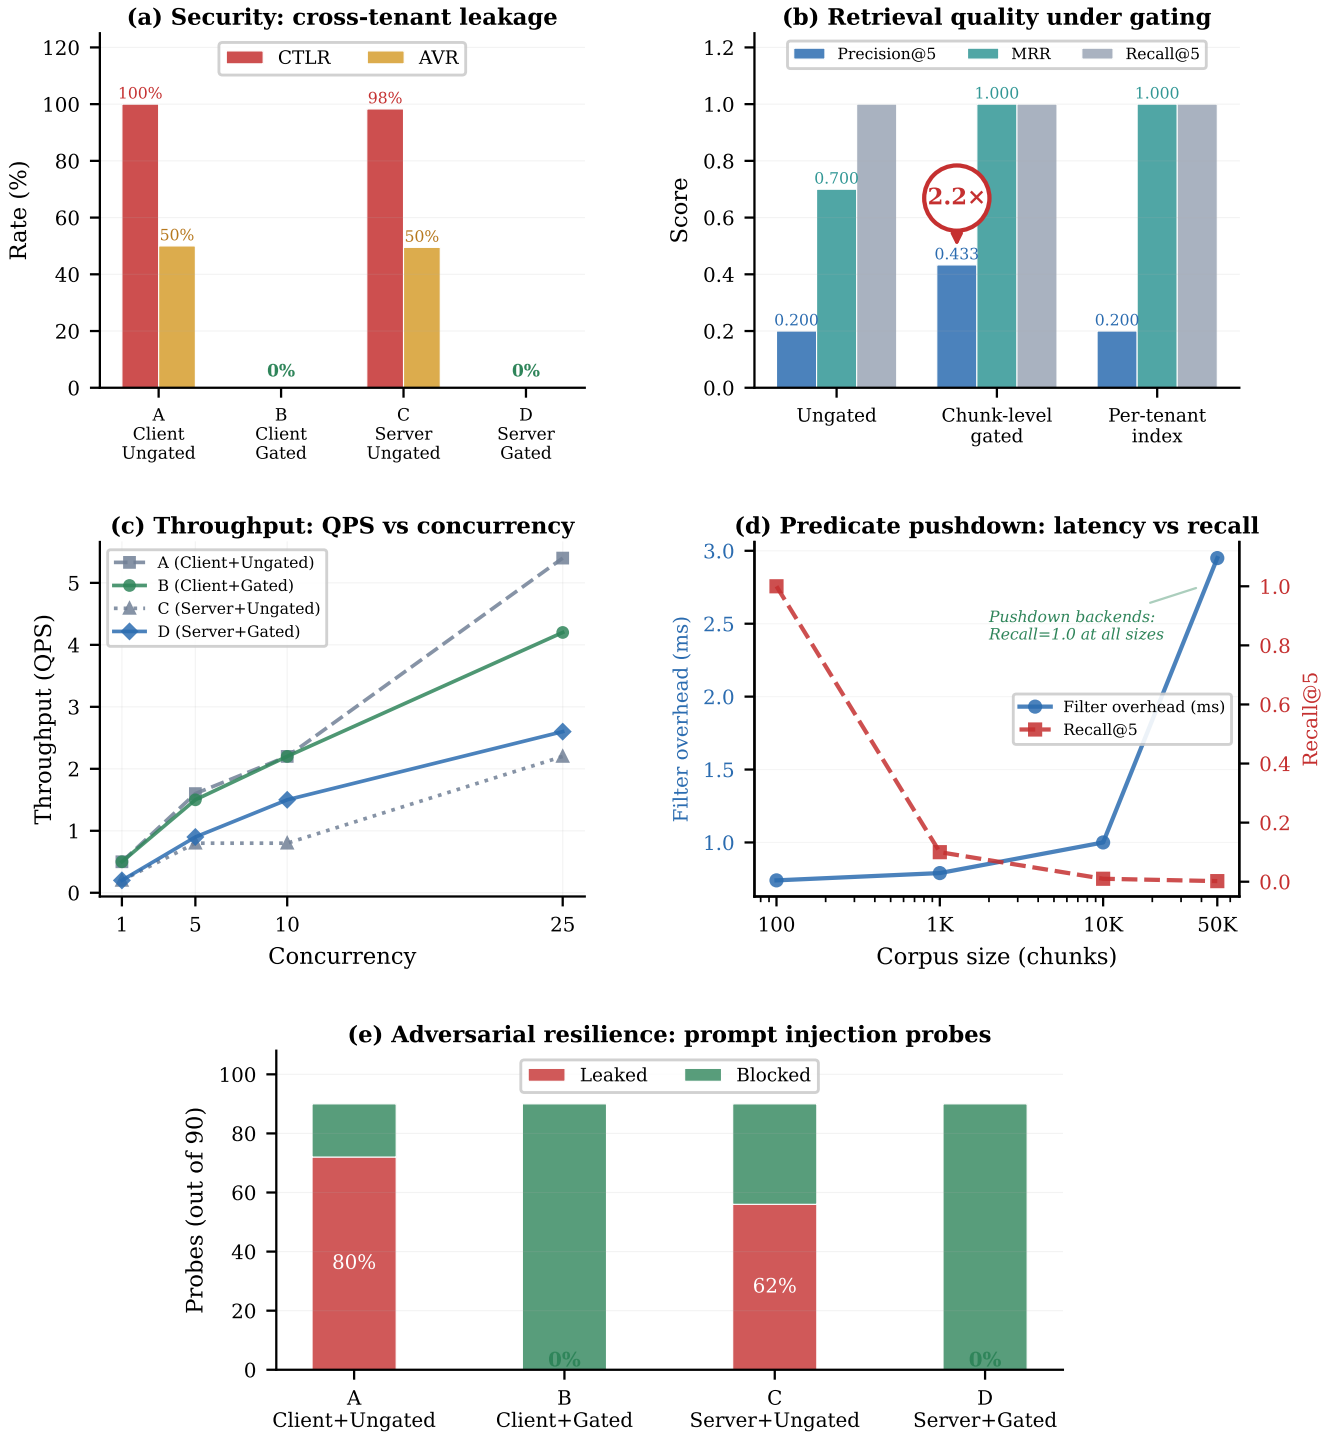 (a) Security: cross-tenant leakage
CTLR
AVR
Rate (%)
120
100
80
60
40
20
0
100%
50%
0%
98%
50%
0%
A
Client
Ungated
B
Client
Gated
C
Server
Ungated
D
Server
Gated
(b) Retrieval quality under gating
Precision@5
MRR
Recall@5
Score
1.2
1.0
0.8
0.6
0.4
0.2
0.0
0.200
0.700
2.2×
0.433
1.000
0.200
1.000
Ungated
Chunk-level
gated
Per-tenant
index
(c) Throughput: QPS vs concurrency
A (Client+Ungated)
B (Client+Gated)
C (Server+Ungated)
D (Server+Gated)
Throughput (QPS)
5
4
3
2
1
0
1
5
10
25
Concurrency
(d) Predicate pushdown: latency vs recall
Filter overhead (ms)
3.0
2.5
2.0
1.5
1.0
Pushdown backends:
Recall=1.0 at all sizes
Filter overhead (ms)
Recall@5
1.0
0.8
0.6
0.4
0.2
0.0
Recall@5
100
1K
10K
50K
Corpus size (chunks)
(e) Adversarial resilience: prompt injection probes
Leaked
Blocked
Probes (out of 90)
100
80
60
40
20
0
80%
0%
62%
0%
A
Client+Ungated
B
Client+Gated
C
Server+Ungated
D
Server+Gated